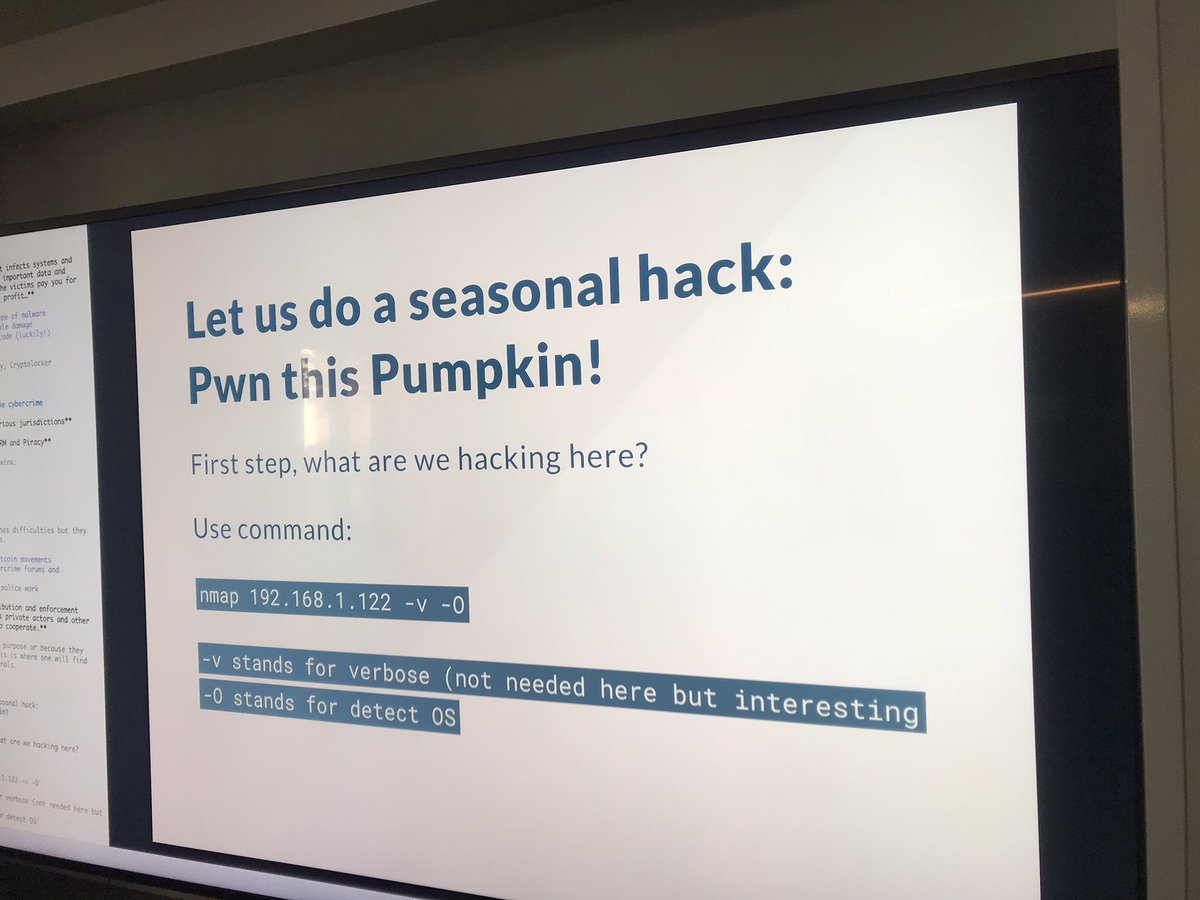 t infects systems and
important data and
he victims pay you for
profit…**
ype of malware
ble damage
code (luckily!)
y, Cryptolocker
he cybercrime
rious jurisdictions**
RM and Piracy**
wink:
Let us do a seasonal hack:
Pwn this Pumpkin!
First step, what are we hacking here?
Use command:
nmap 192.168.1.122 -v -O
-v stands for verbose (not needed here but interesting
-O stands for detect OS
has difficulties but they
s.
tcoin movements
rcrime forums and
police work
ibution and enforcement
s private actors and other
o cooperate.**
purpose or because they
is is where one will find
nals.
asonal hack:
in!
at are we hacking here?
1.122 -v -O`
r verbose (not needed here but
r detect OS`